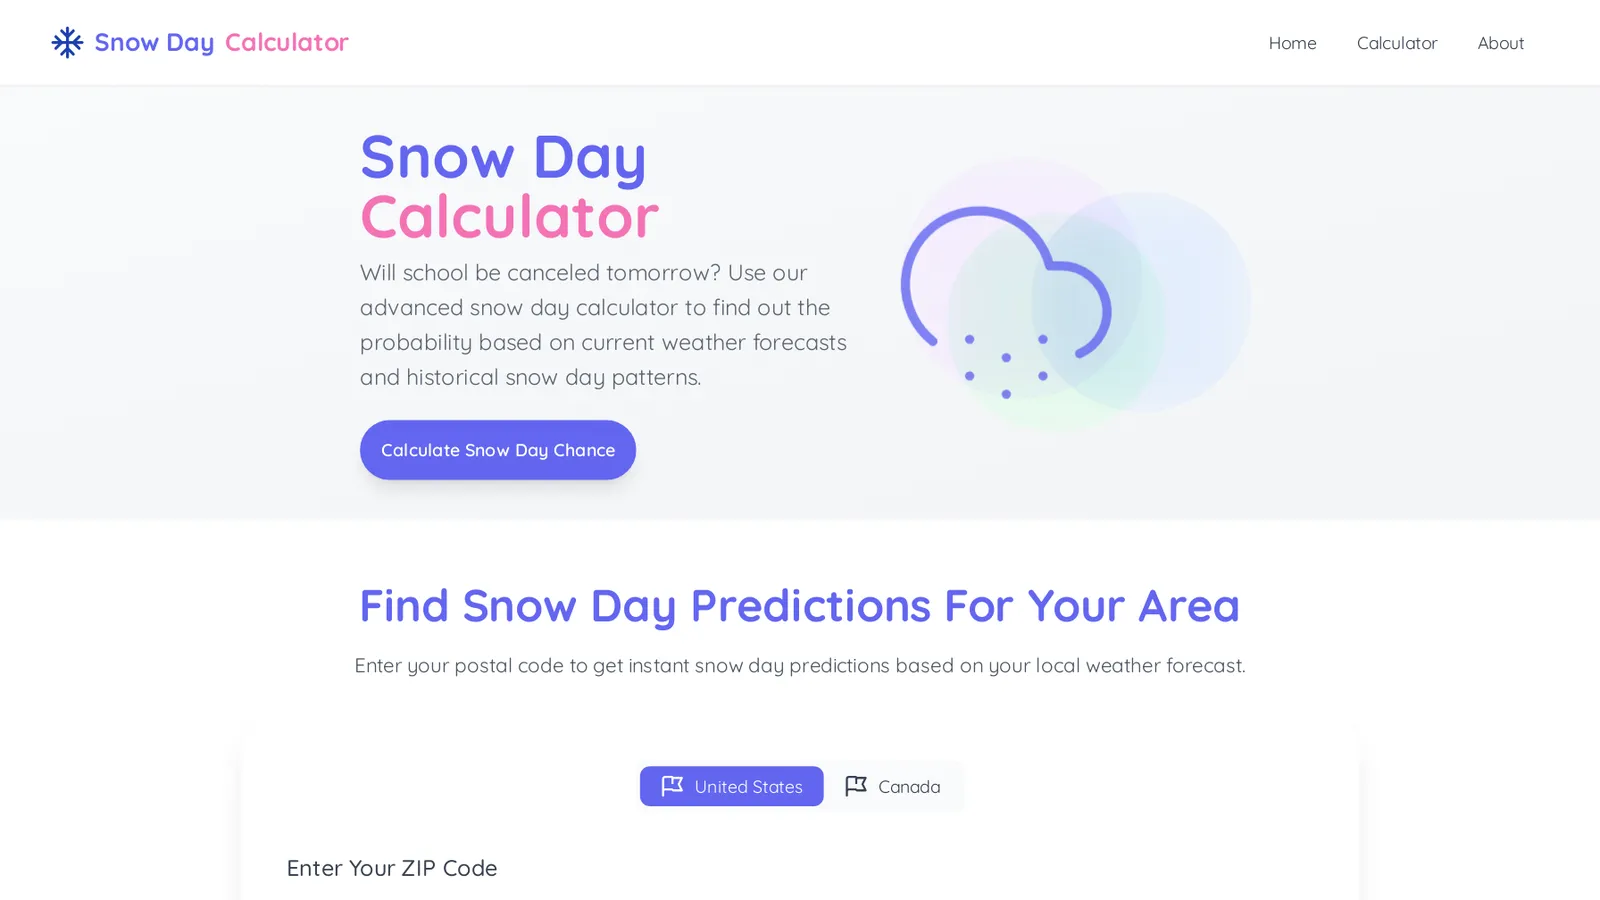 Snow Day Calculator
Home
Calculator
About
Snow Day
Calculator
Will school be canceled tomorrow? Use our
advanced snow day calculator to find out the
probability based on current weather forecasts
and historical snow day patterns.
Calculate Snow Day Chance
Find Snow Day Predictions For Your Area
Enter your postal code to get instant snow day predictions based on your local weather forecast.
United States
Canada
Enter Your ZIP Code